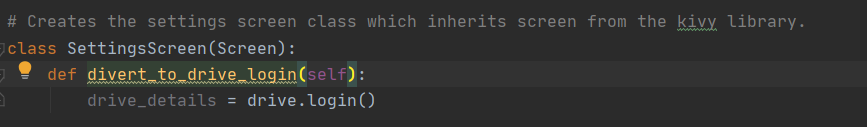 # Creates the settings screen class which inherits screen from the kivy library.
class SettingsScreen(Screen):
    def divert_to_drive_login(self):
        drive_details = drive.login()